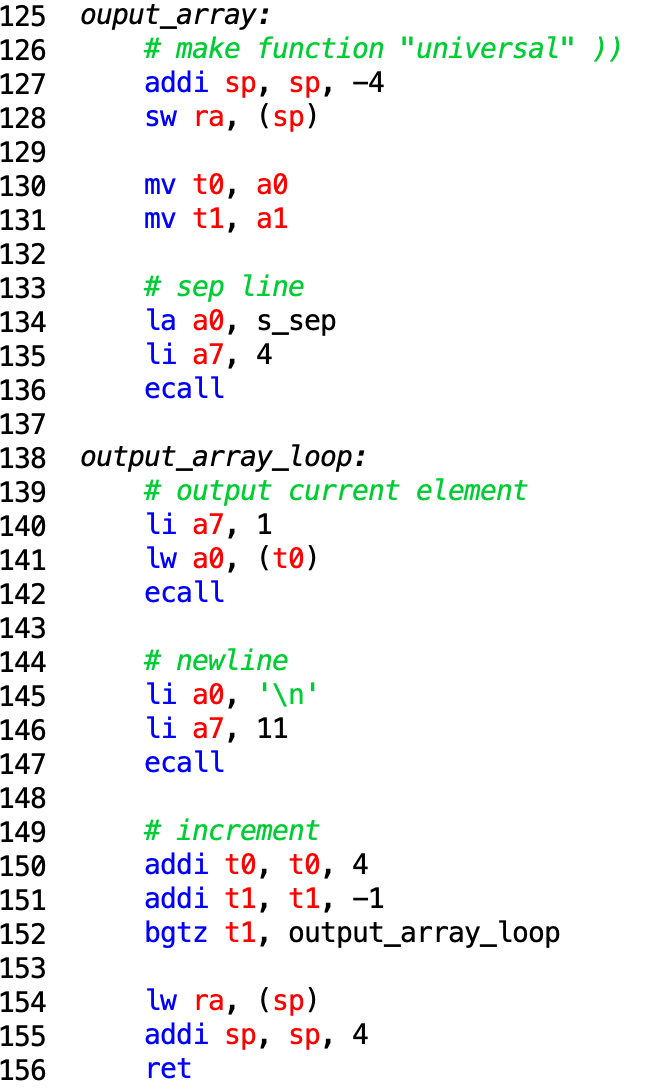 125 ouput_array:
126 # make function "universal" ))
127 addi sp, sp, -4
128 sw ra, (sp)
129
130 mv t0, a0
131 mv t1, a1
132
133 # sep line
134 la a0, s_sep
135 li a7, 4
136 ecall
137
138 output_array_loop:
139 # output current element
140 li a7, 1
141 lw a0, (t0)
142 ecall
143
144 # newline
145 li a0, '\n'
146 li a7, 11
147 ecall
148
149 # increment
150 addi t0, t0, 4
151 addi t1, t1, -1
152 bgtz t1, output_array_loop
153
154 lw ra, (sp)
155 addi sp, sp, 4
156 ret